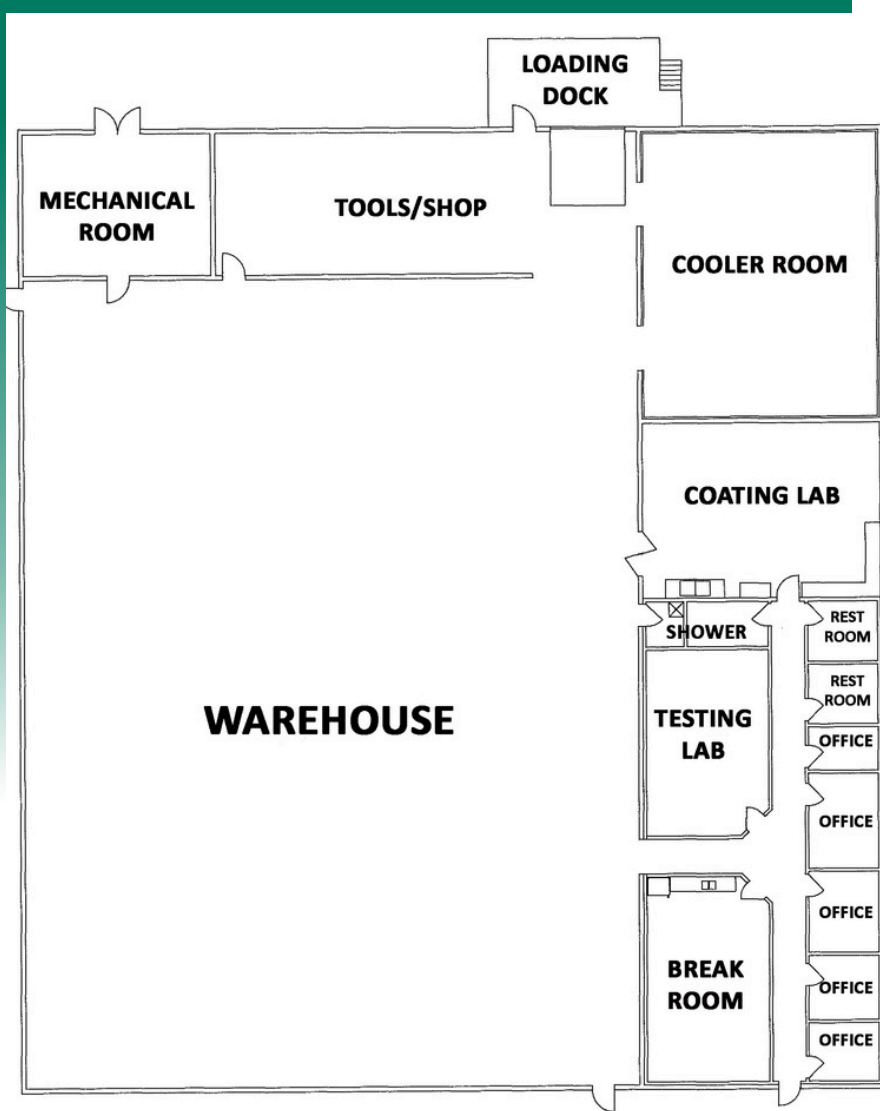 LOADING
DOCK
MECHANICAL
ROOM
TOOLS/SHOP
COOLER ROOM
COATING LAB
REST
ROOM
SHOWER
REST
ROOM
WAREHOUSE
TESTING
LAB
OFFICE
OFFICE
OFFICE
BREAK
ROOM
OFFICE
OFFICE